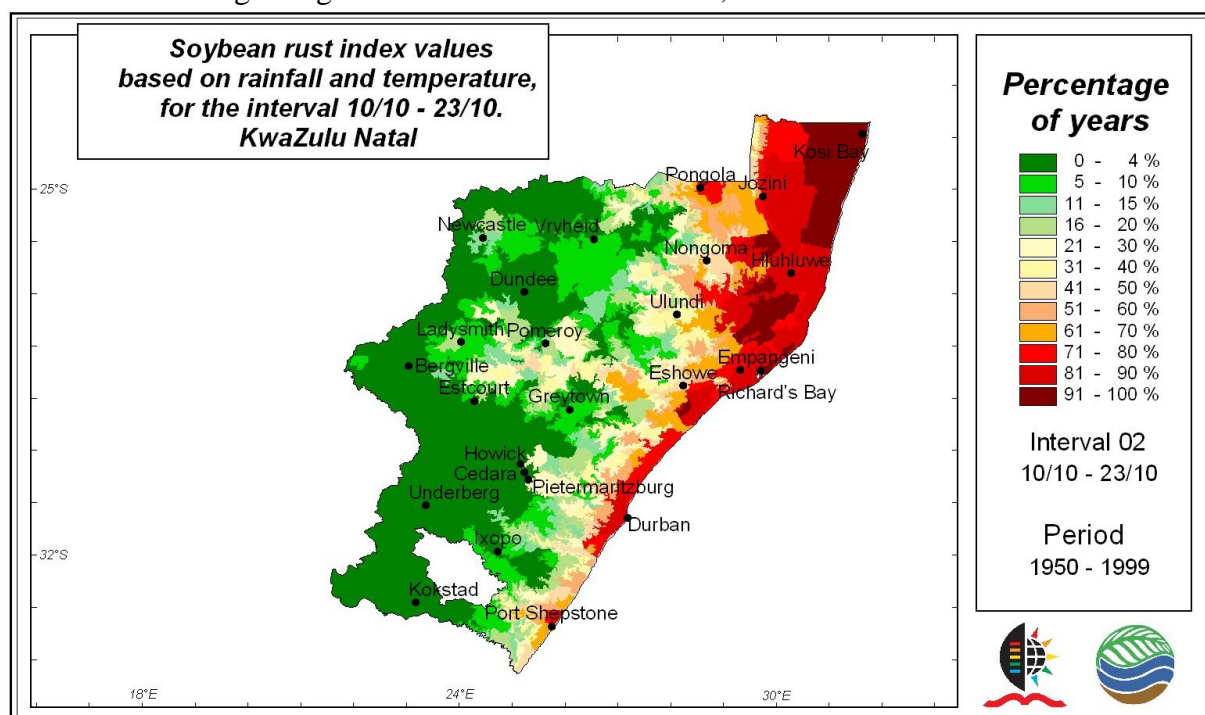 Soybean rust index values
based on rainfall and temperature,
for the interval 10/10 - 23/10.
KwaZulu Natal
Percentage
of years
0 - 4 %
5 - 10 %
11 - 15 %
16 - 20 %
21 - 30 %
31 - 40 %
41 - 50 %
51 - 60 %
61 - 70 %
71 - 80 %
81 - 90 %
91 - 100 %
Interval 02
10/10 - 23/10
Period
1950 - 1999
Kosi Bay
25°S
Pongola
Jozini
Newcastle
Vryheid
Nongoma
Hluhluwe
Dundee
Ulundi
Ladysmith
Pomeroy
Bergville
Empangeni
Eshowe
Estcourt
Richard's Bay
Greytown
Howick
Cedara
Pietermaritzburg
Underberg
Durban
32°S
Ixopo
Kokstad
Port Shepstone
18°E
24°E
30°E